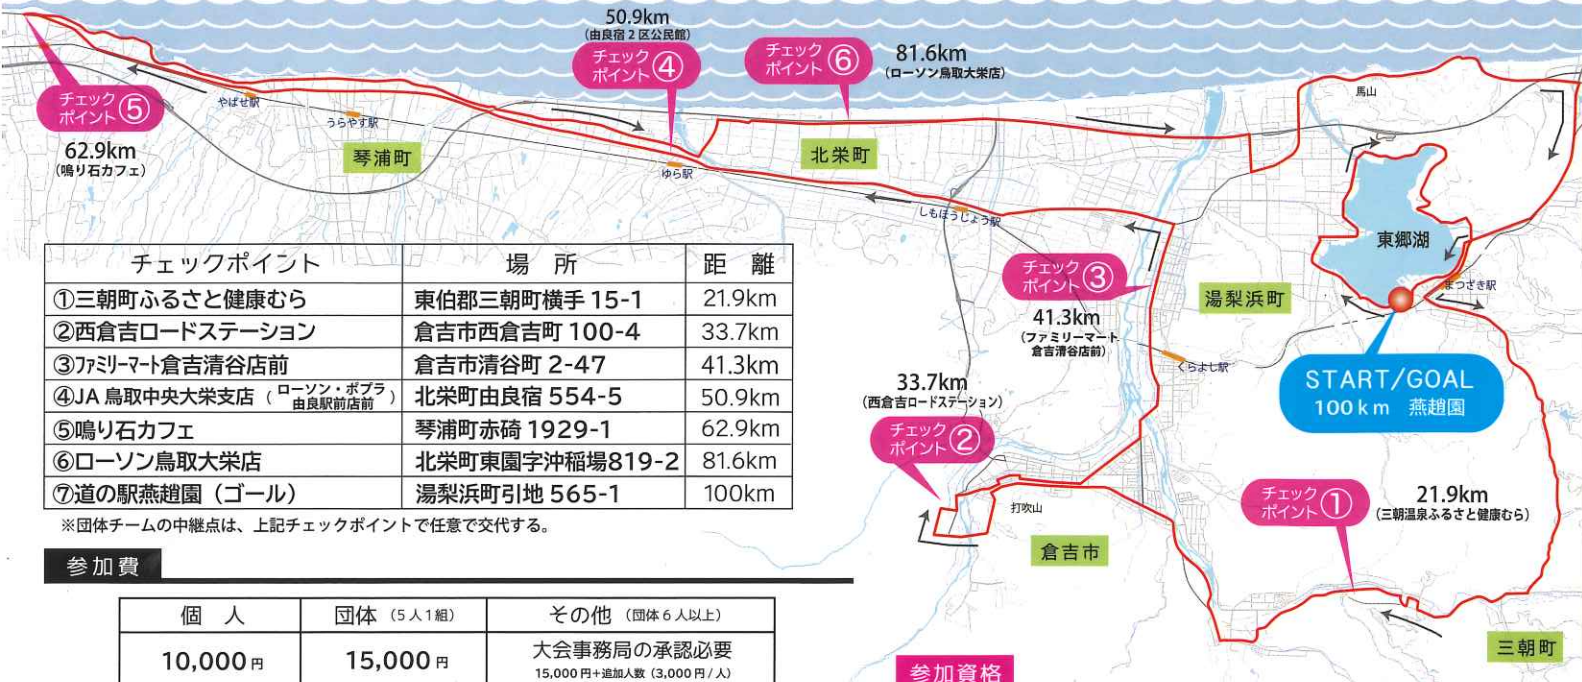 50.9km
(由良宿2区公民館)
チェック
ポイント④
チェック
ポイント⑥
81.6km
(ローソン鳥取大栄店)
馬山
チェック
ポイント⑤
62.9km
(鳴り石カフェ)
やばせ駅
うらやす駅
琴浦町
ゆら駅
北栄町
しもほうじょう駅
東郷湖
まつざき駅
湯梨浜町
チェック
ポイント③
41.3km
(ファミリーマート
倉吉清谷店前)
くらよし駅
START/GOAL
100km 燕趙園
33.7km
(西倉吉ロードステーション)
チェック
ポイント②
打吹山
倉吉市
チェック
ポイント①
21.9km
(三朝温泉ふるさと健康むら)
三朝町
チェックポイント 場所 距離
①三朝町ふるさと健康むら 東伯郡三朝町横手 15-1 21.9km
②西倉吉ロードステーション 倉吉市西倉吉町 100-4 33.7km
③ファミリーマート倉吉清谷店前 倉吉市清谷町 2-47 41.3km
④JA 鳥取中央大栄支店(ローソン・ポプラ由良駅前店前) 北栄町由良宿 554-5 50.9km
⑤鳴り石カフェ 琴浦町赤碕 1929-1 62.9km
⑥ローソン鳥取大栄店 北栄町東園字沖稲場819-2 81.6km
⑦道の駅燕趙園(ゴール) 湯梨浜町引地 565-1 100km
※団体チームの中継点は、上記チェックポイントで任意で交代する。
参加費
個人 団体(5人1組) その他(団体6人以上)
10,000円 15,000円 大会事務局の承認必要
15,000円+追加人数(3,000円/人)
参加資格